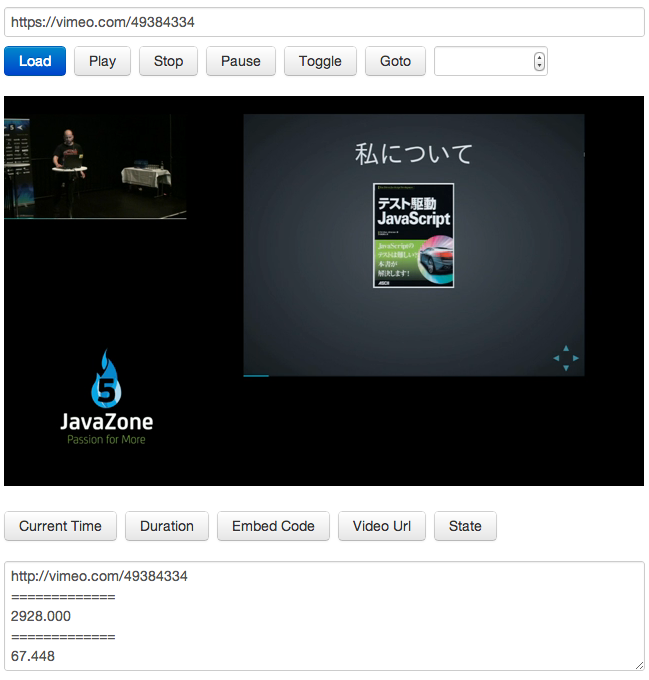 https://vimeo.com/49384334
Load
Play
Stop
Pause
Toggle
Goto
私について
テスト駆動
JavaScript
JavaScriptの
テストは難しい?
本書が
解決します!
ASCII
5
JavaZone
Passion for More
Current Time
Duration
Embed Code
Video Url
State
http://vimeo.com/49384334
=============
2928.000
=============
67.448